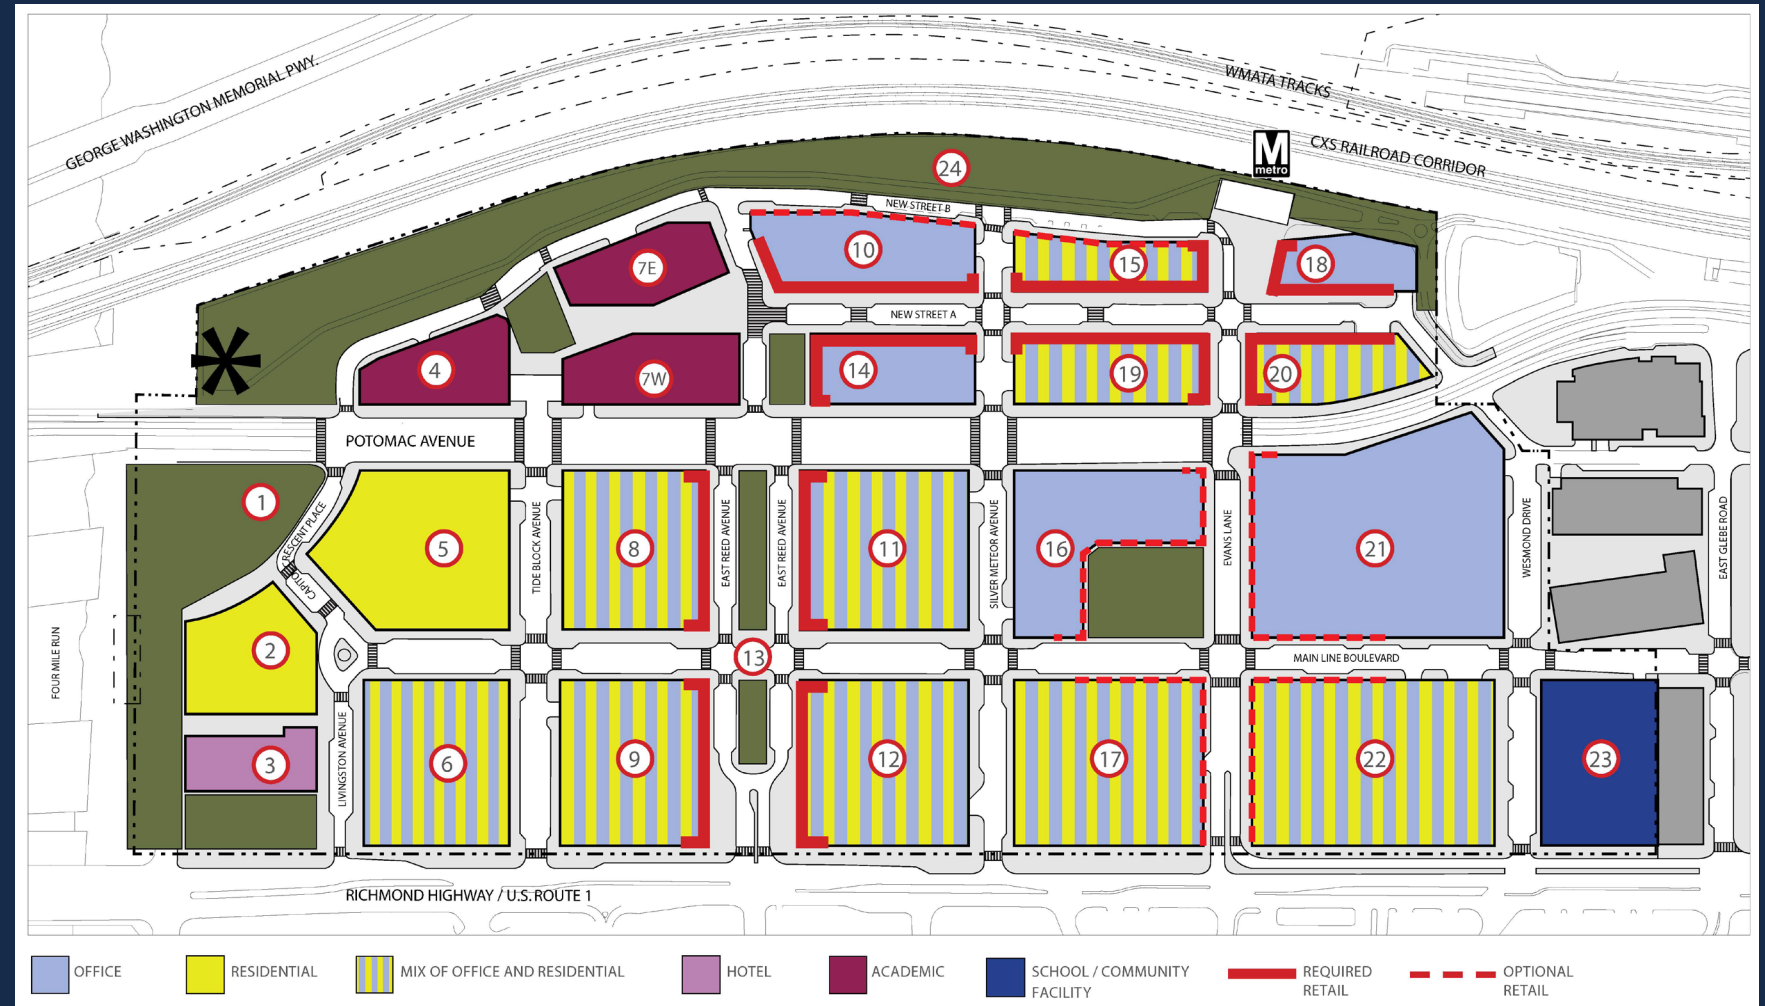 GEORGE WASHINGTON MEMORIAL PWY.
WMATA TRACKS
CXS RAILROAD CORRIDOR
M
metro
24
NEW STREET B
10
7E
15
18
NEW STREET A
4
7W
14
19
20
POTOMAC AVENUE
1
CAPITOL CRESCENT PLACE
5
TIDE BLOCK AVENUE
8
EAST REED AVENUE
EAST REED AVENUE
11
SILVER METEOR AVENUE
16
EVANS LANE
21
WESMOND DRIVE
EAST GLEBE ROAD
FOUR MILE RUN
2
13
MAIN LINE BOULEVARD
3
LIVINGSTON AVENUE
6
9
12
17
22
23
RICHMOND HIGHWAY / U.S. ROUTE 1
OFFICE
RESIDENTIAL
MIX OF OFFICE AND RESIDENTIAL
HOTEL
ACADEMIC
SCHOOL / COMMUNITY
FACILITY
REQUIRED
RETAIL
OPTIONAL
RETAIL